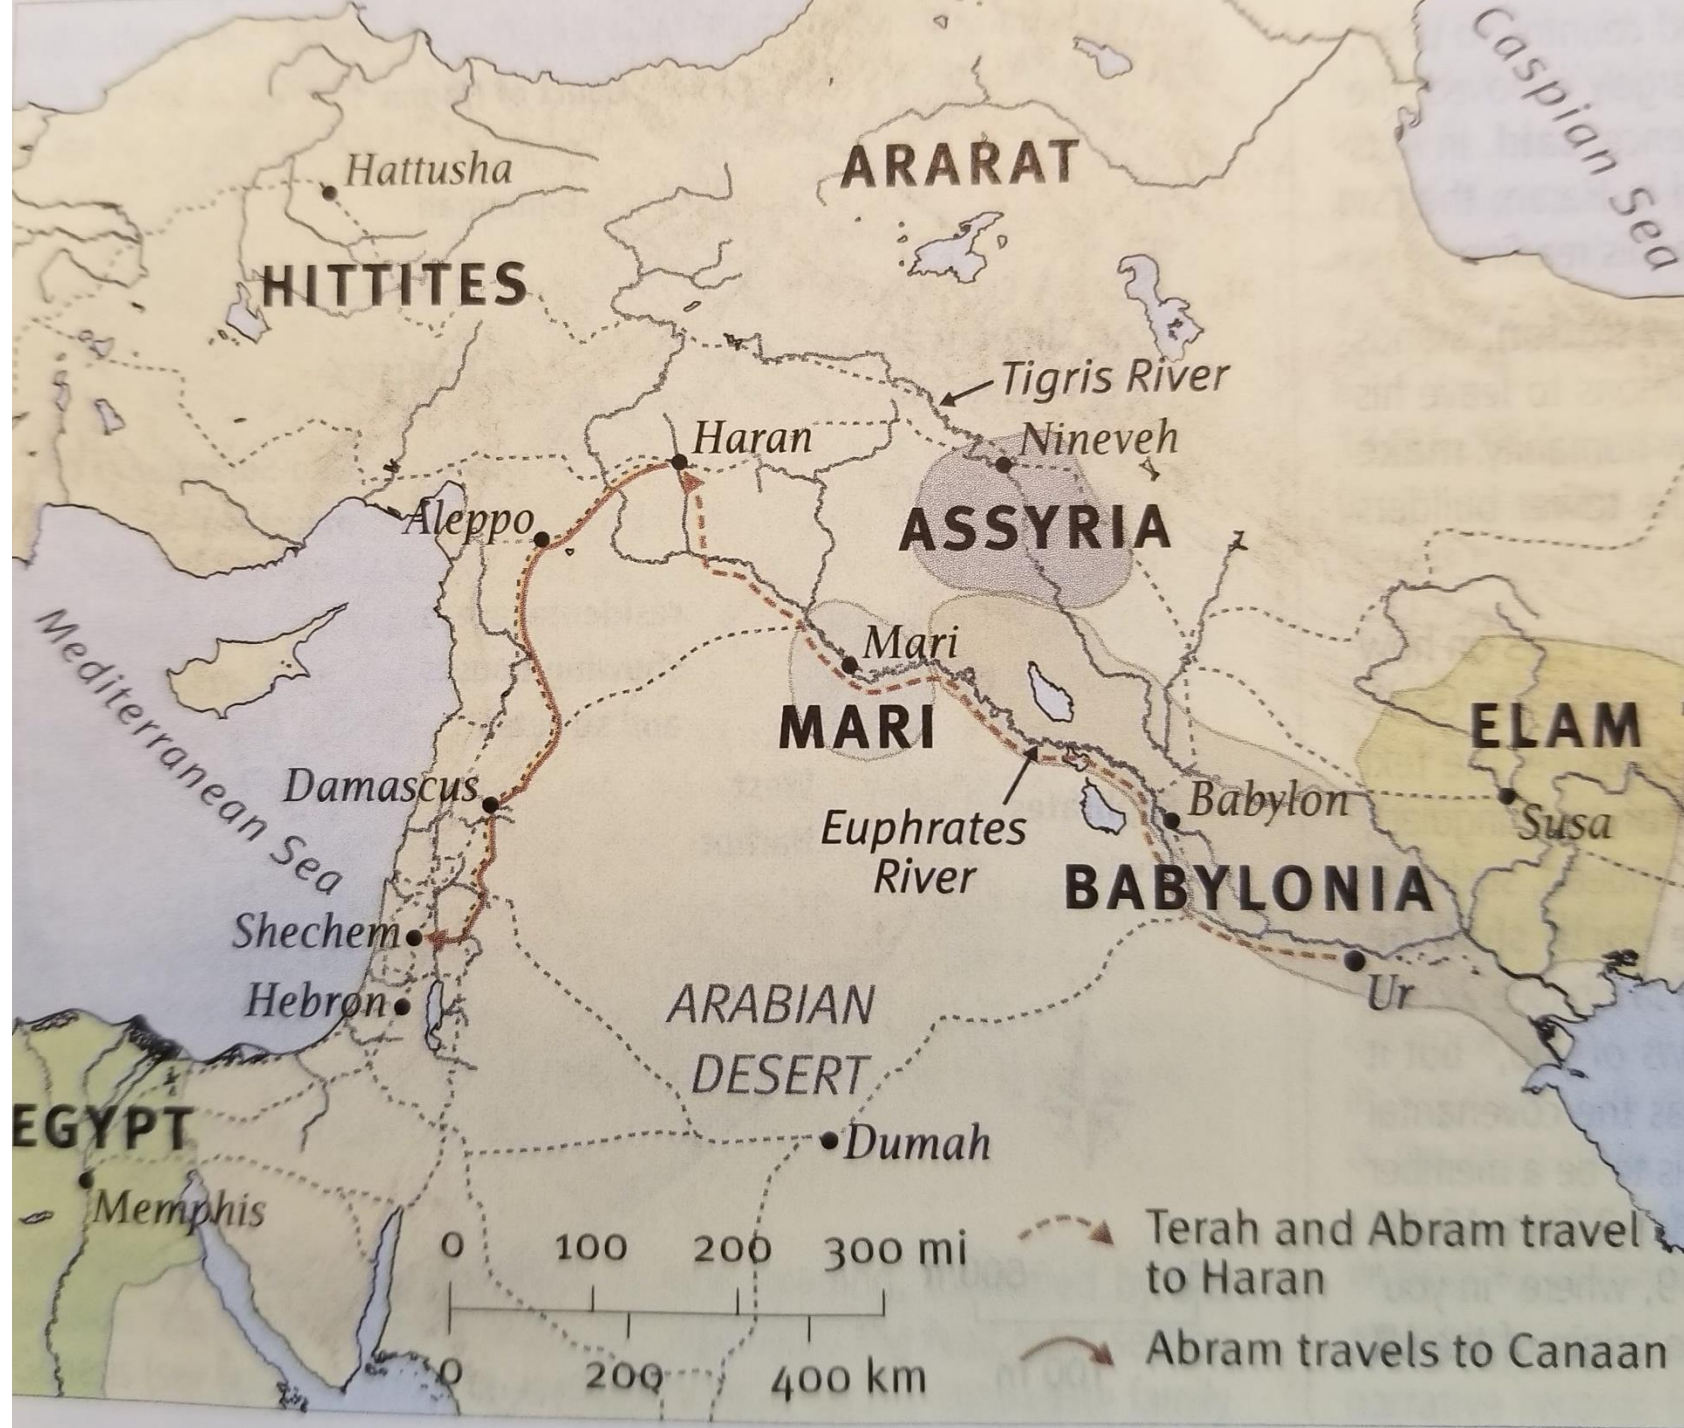 Caspian Sea
ARARAT
Hattusha
HITTITES
Tigris River
Haran
Nineveh
Aleppo
ASSYRIA
Mediterranean Sea
Mari
MARI
ELAM
Damascus
Babylon
Susa
Euphrates
River
BABYLONIA
Shechem
Ur
Hebron
ARABIAN
DESERT
EGYPT
Dumah
Memphis
0 100 200 300 mi
0 200 400 km
Terah and Abram travel
to Haran
Abram travels to Canaan